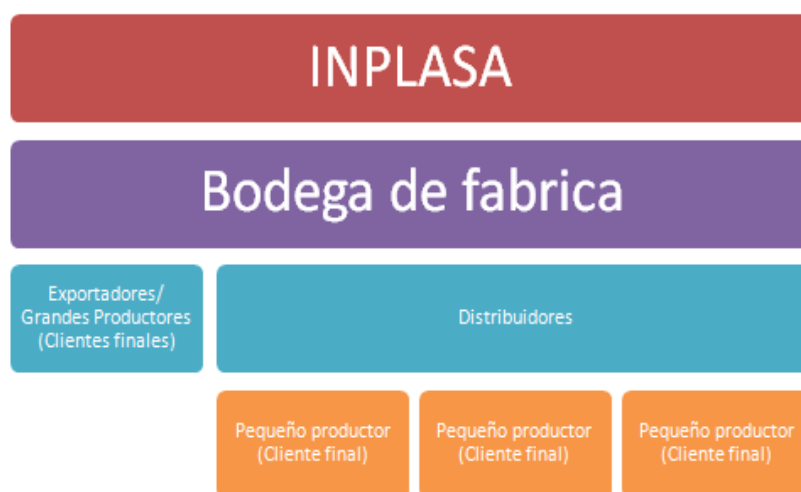 INPLASA
Bodega de fabrica
Exportadores/
Grandes Productores
(Clientes finales)
Distribuidores
Pequeño productor
(Cliente final)
Pequeño productor
(Cliente final)
Pequeño productor
(Cliente final)